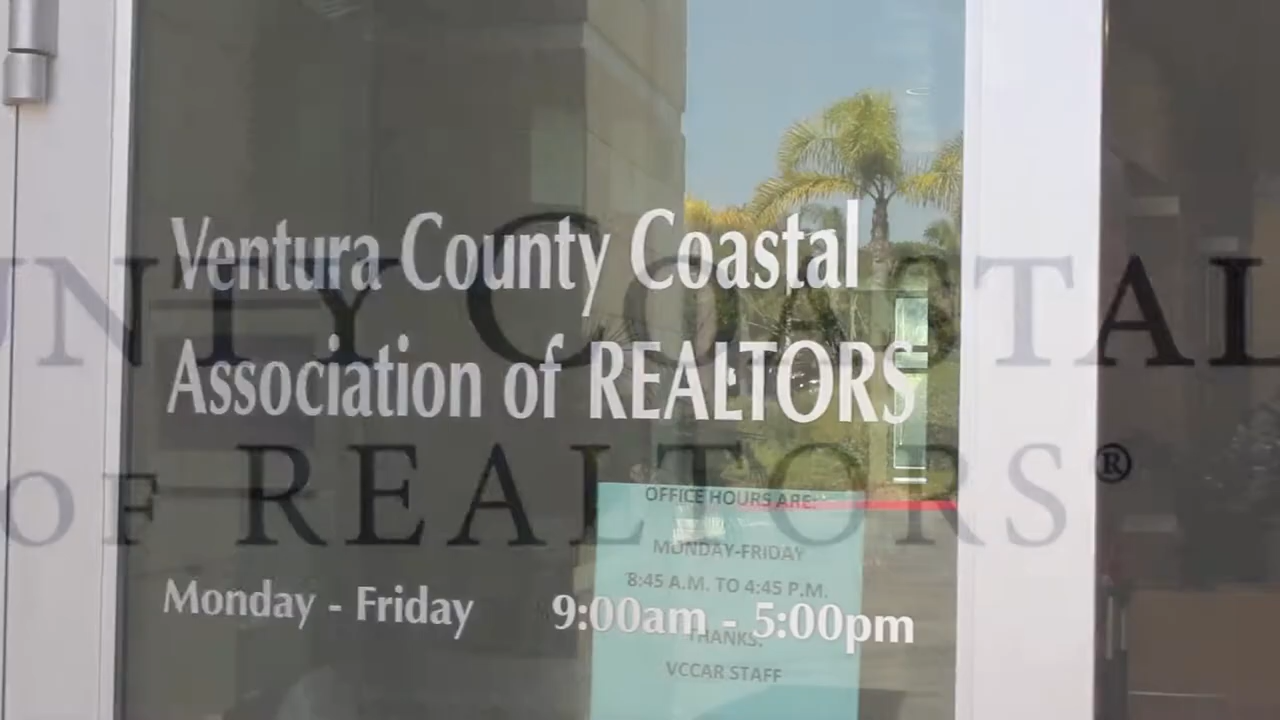 Ventura County Coastal
UNTY COASTAL
Association of REALTORS
OF REALTORS®
OFFICE HOURS ARE:
MONDAY-FRIDAY
8:45 A.M. TO 4:45 P.M.
Monday - Friday 9:00am - 5:00pm
THANKS.
VCCAR STAFF